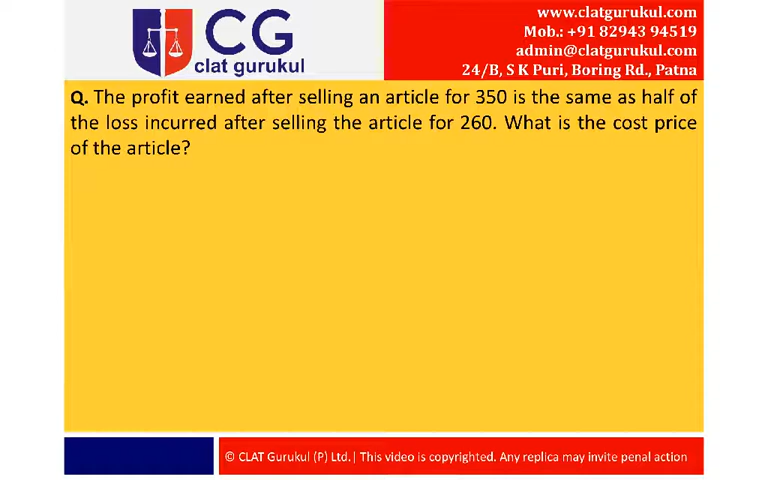 CG
clat gurukul
www.clatgurukul.com
Mob.: +91 82943 94519
admin@clatgurukul.com
24/B, S K Puri, Boring Rd., Patna
Q. The profit earned after selling an article for 350 is the same as half of
the loss incurred after selling the article for 260. What is the cost price
of the article?
© CLAT Gurukul (P) Ltd.| This video is copyrighted. Any replica may invite penal action